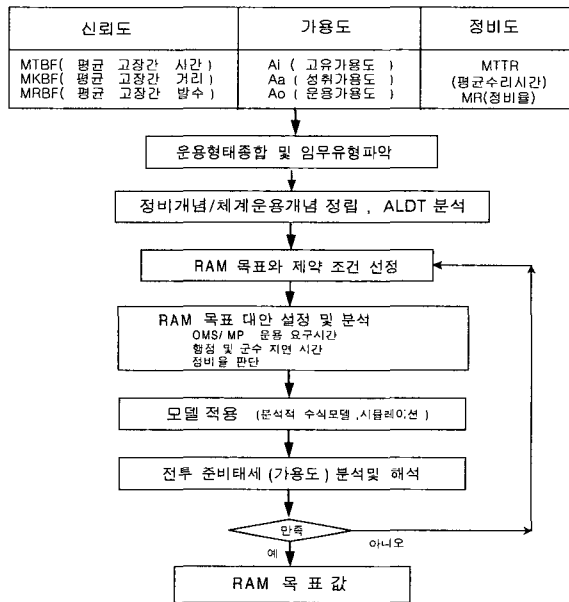 신뢰도
가용도
정비도
MTBF( 평균 고장간 시간 )
MKBF( 평균 고장간 거리 )
MRBF( 평균 고장간 발수 )
Ai ( 고유가용도 )
Aa ( 성취가용도 )
Ao ( 운용가용도 )
MTTR
(평균수리시간)
MR(정비율)
운용형태종합 및 임무유형파악
정비개념/체계운용개념 정립 , ALDT 분석
RAM 목표와 제약 조건 선정
RAM 목표 대안 설정 및 분석
OMS/ MP 운용 요구시간
행정 및 군수 지연 시간
정비율 판단
모델 적용 (분석적 수식모델 ,시뮬레이션 )
전투 준비태세 (가용도 ) 분석및 해석
만족
예
아니오
RAM 목 표 값